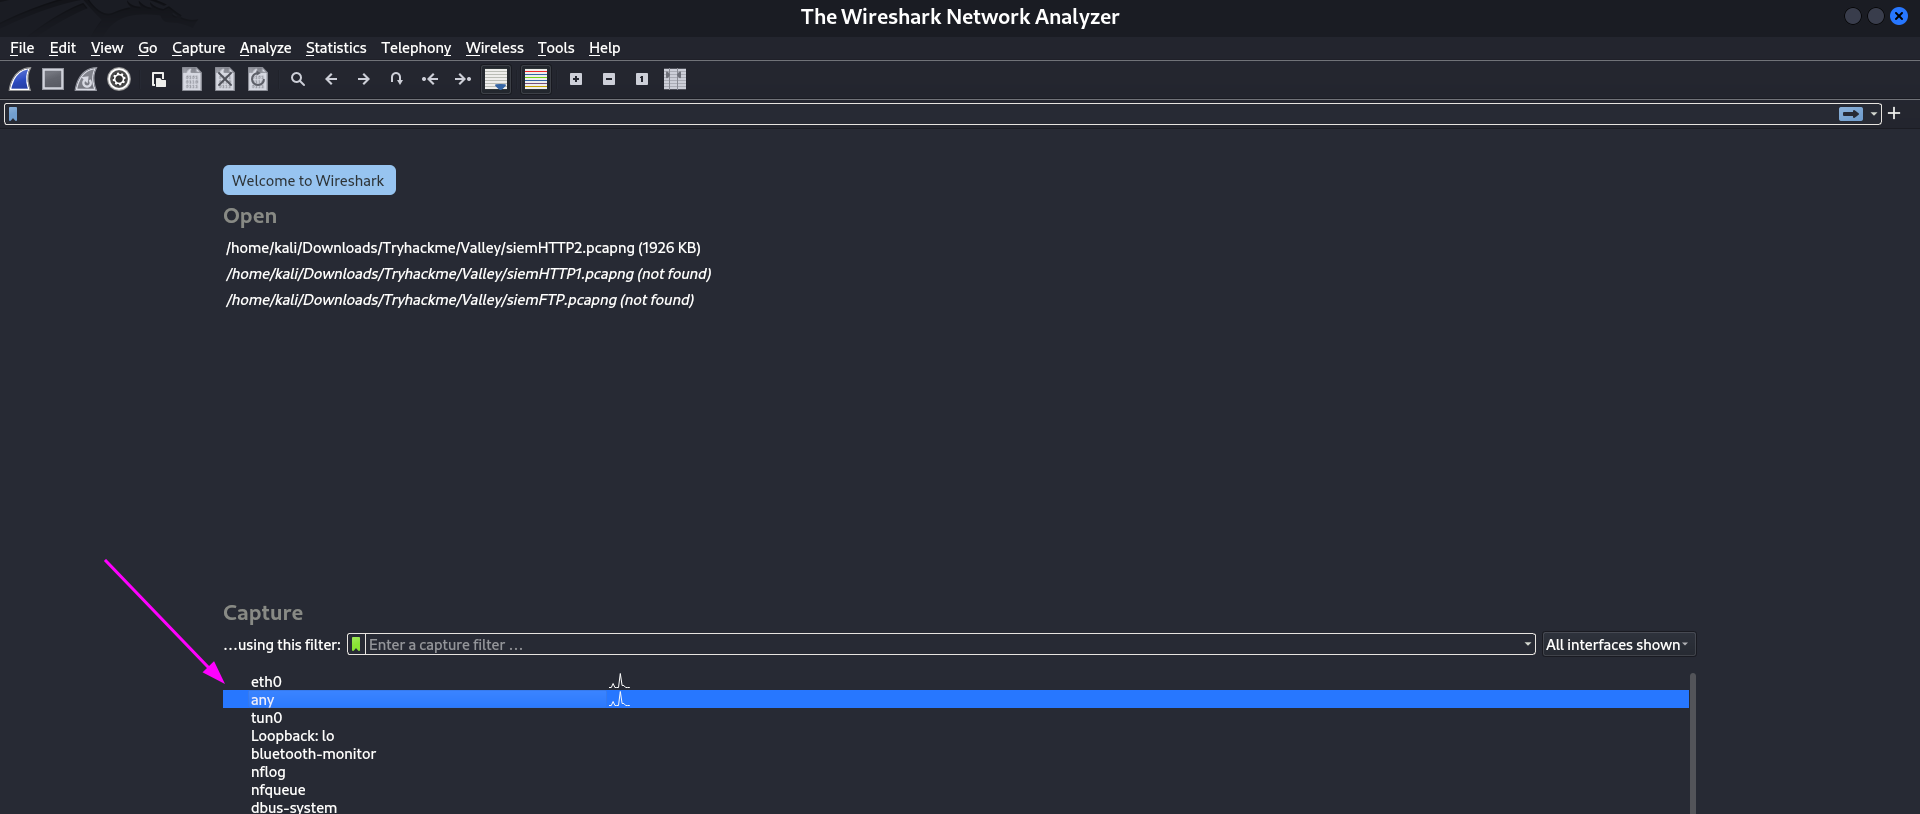 The Wireshark Network Analyzer
File Edit View Go Capture Analyze Statistics Telephony Wireless Tools Help
Welcome to Wireshark
Open
/home/kali/Downloads/Tryhackme/Valley/siemHTTP2.pcapng (1926 KB)
/home/kali/Downloads/Tryhackme/Valley/siemHTTP1.pcapng (not found)
/home/kali/Downloads/Tryhackme/Valley/siemFTP.pcapng (not found)
Capture
…using this filter: Enter a capture filter … All interfaces shown
eth0
any
tun0
Loopback: lo
bluetooth-monitor
nflog
nfqueue
dbus-system